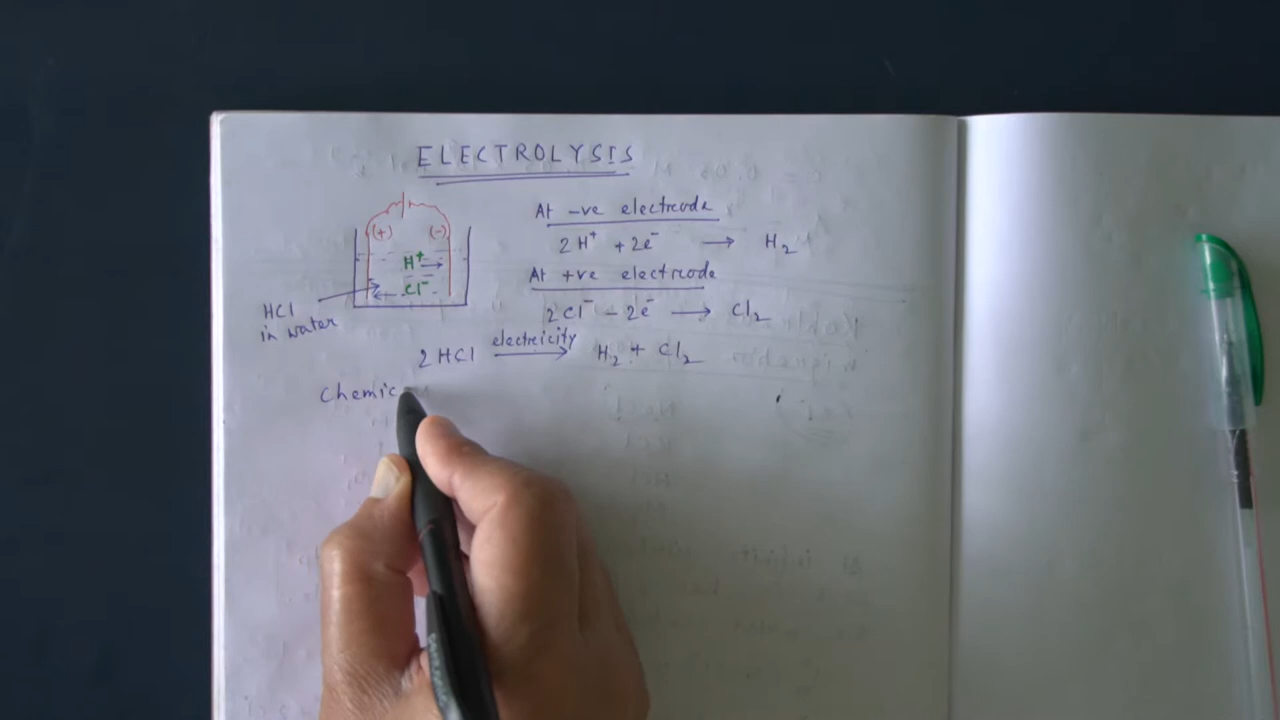 ELECTROLYSIS
(+) (-)
H⁺ →
Cl⁻
HCl
in water
At -ve electrode
2H⁺ + 2e⁻ → H₂
At +ve electrode
2Cl⁻ - 2e⁻ → Cl₂
2HCl electricity → H₂ + Cl₂
Chemic